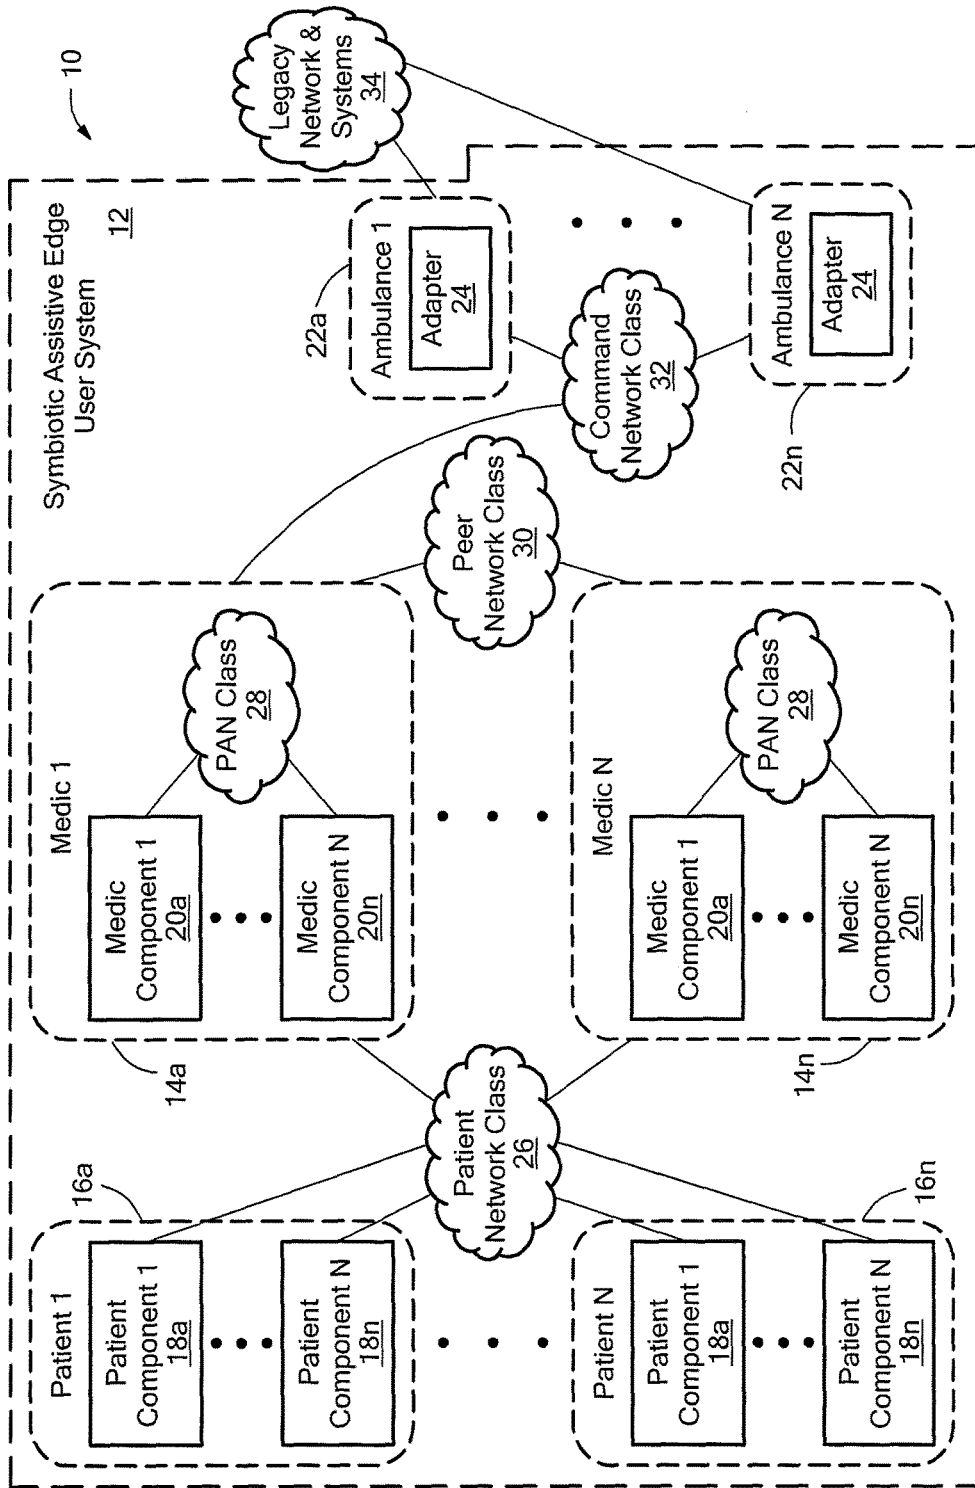 10
Symbiotic Assistive Edge
User System
12
Legacy
Network &
Systems
34
Patient 1
16a
Patient
Component 1
18a
Patient
Component N
18n
Patient N
16n
Patient
Component 1
18a
Patient
Component N
18n
Patient
Network Class
26
Medic 1
14a
Medic
Component 1
20a
Medic
Component N
20n
PAN Class
28
Medic N
14n
Medic
Component 1
20a
Medic
Component N
20n
PAN Class
28
Peer
Network Class
30
Command
Network Class
32
22a
Ambulance 1
Adapter
24
22n
Ambulance N
Adapter
24